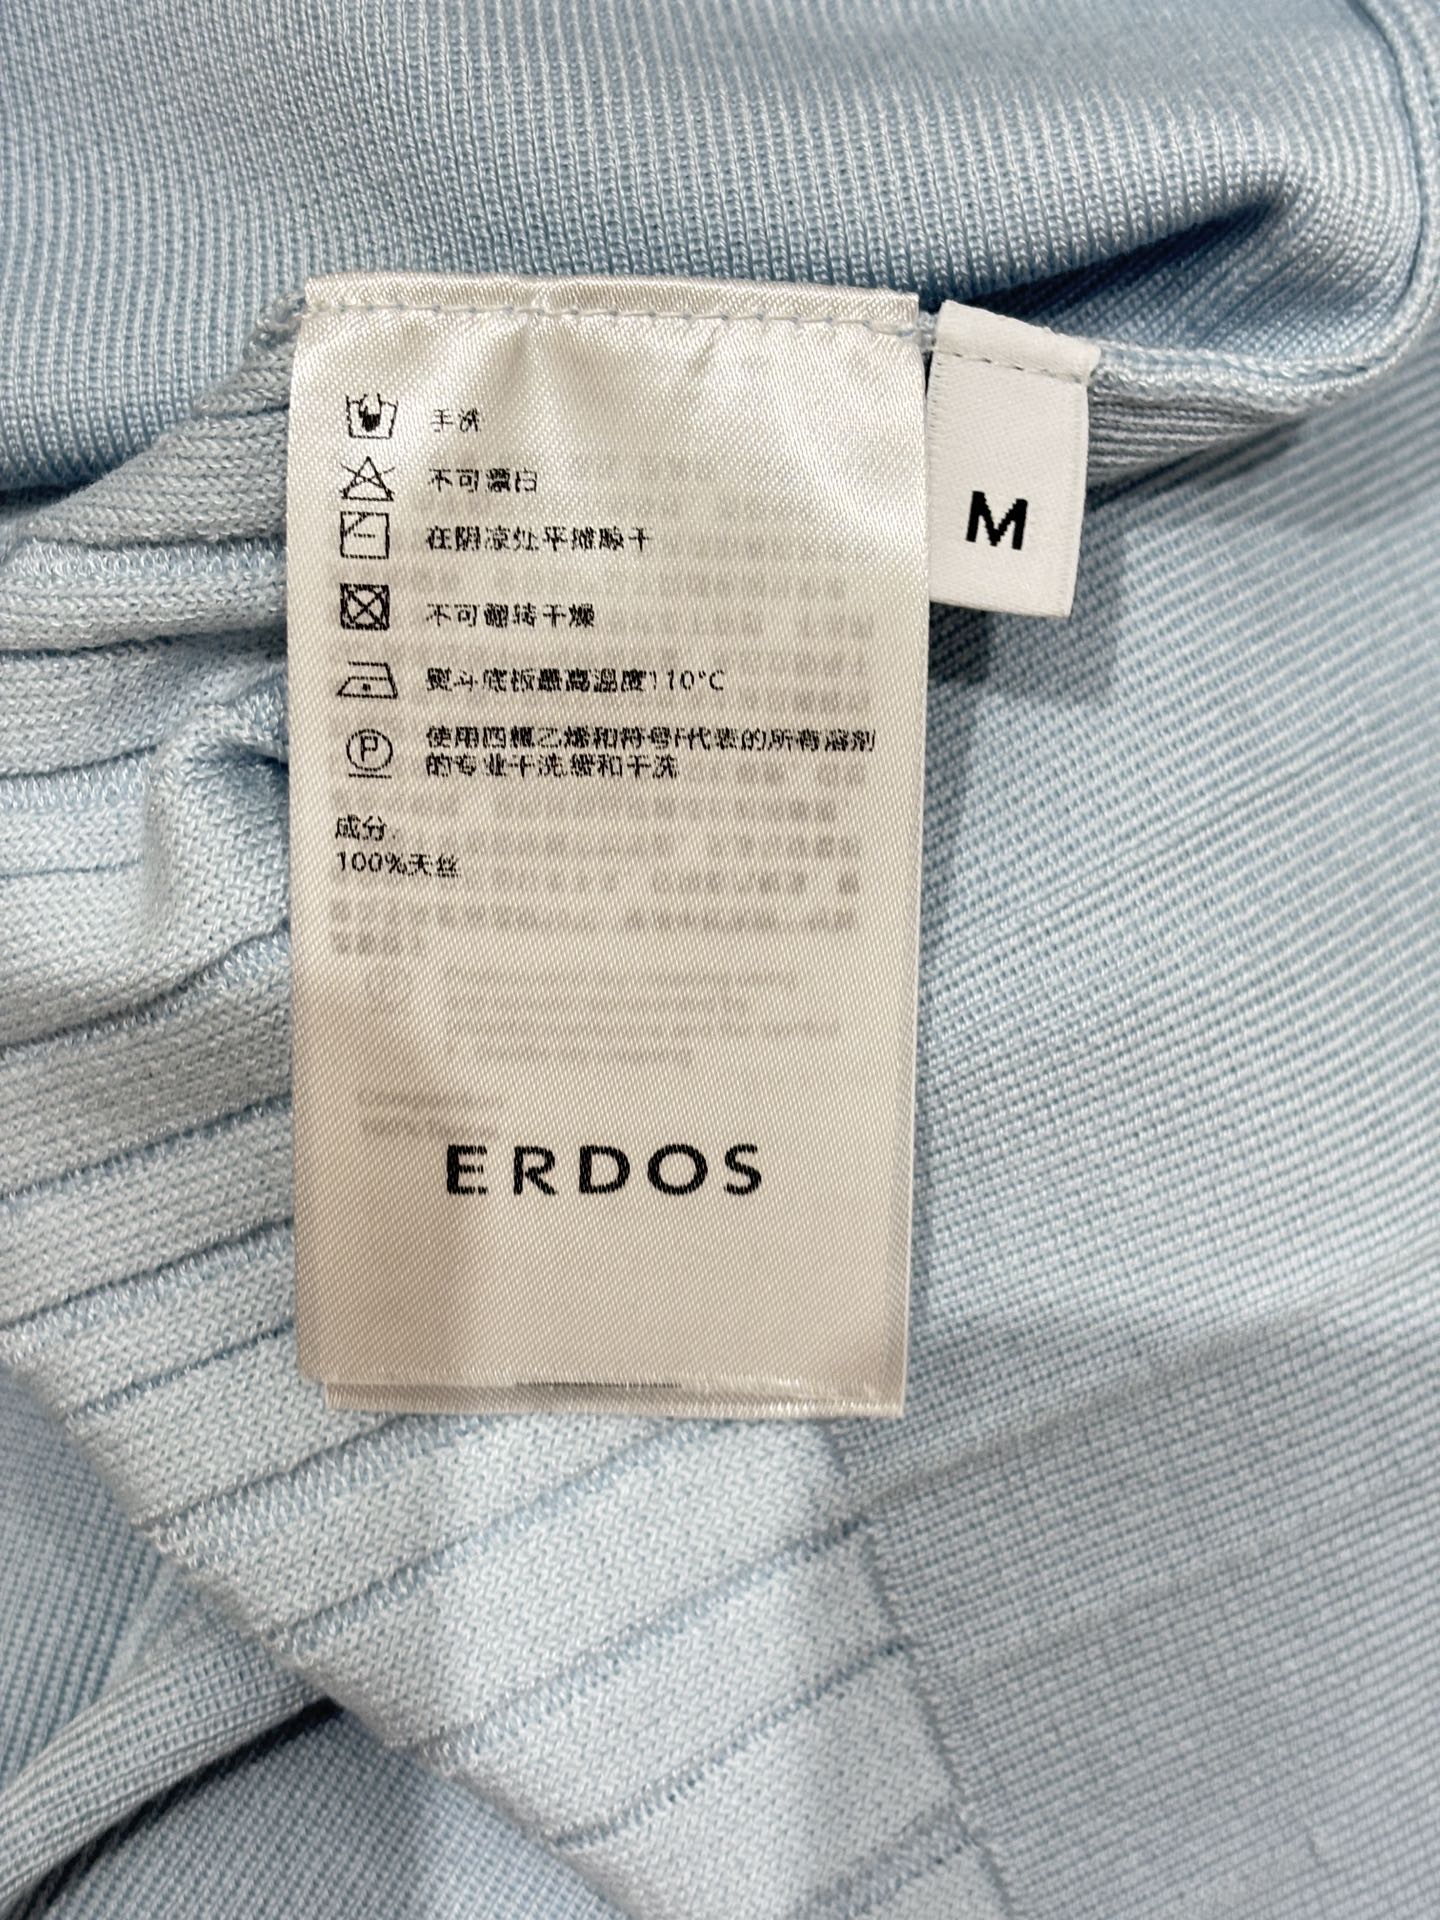 手洗
不可漂白
在阴凉处平摊晾干
不可翻转干燥
熨斗底板最高温度110°C
使用四氯乙烯和符号F代表的所有溶剂
的专业干洗,缓和干洗
成分:
100%天丝
ERDOS
M